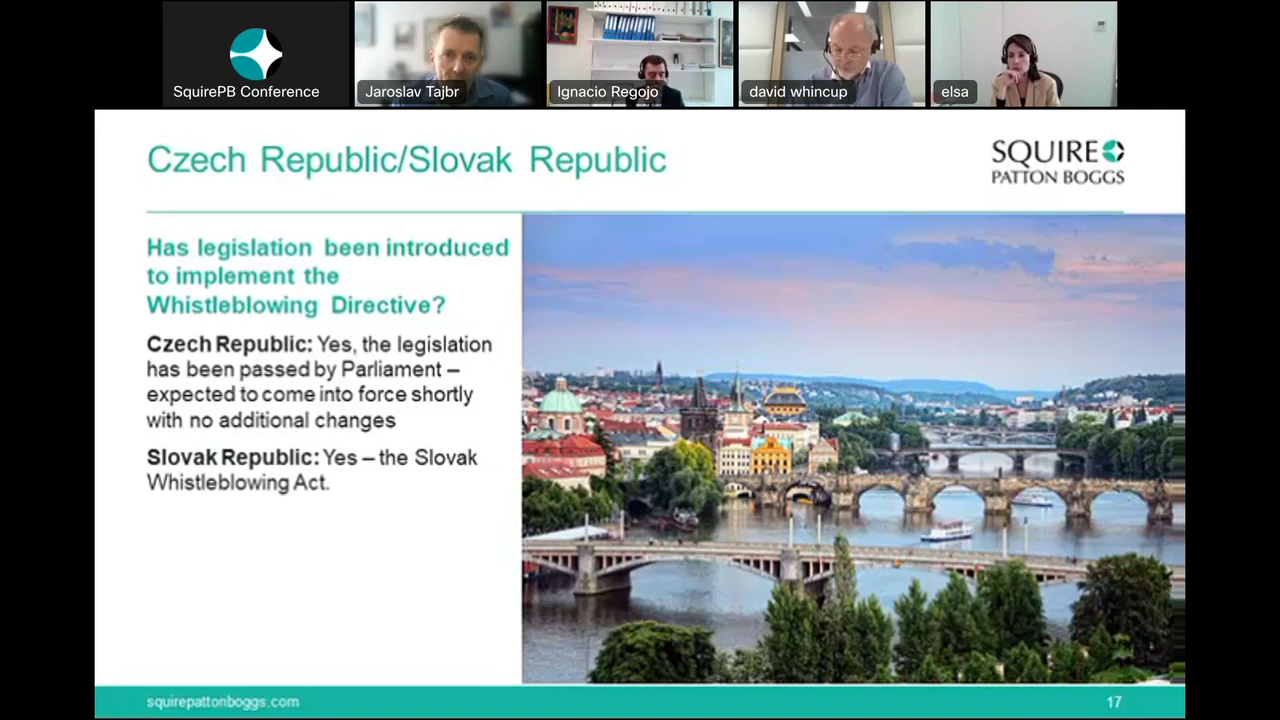 SquirePB Conference
Jaroslav Tajbr
Ignacio Regojo
david whincup
elsa
Czech Republic/Slovak Republic
SQUIRE
PATTON BOGGS
Has legislation been introduced
to implement the
Whistleblowing Directive?
Czech Republic: Yes, the legislation
has been passed by Parliament –
expected to come into force shortly
with no additional changes
Slovak Republic: Yes – the Slovak
Whistleblowing Act.
squirepattonboggs.com
17